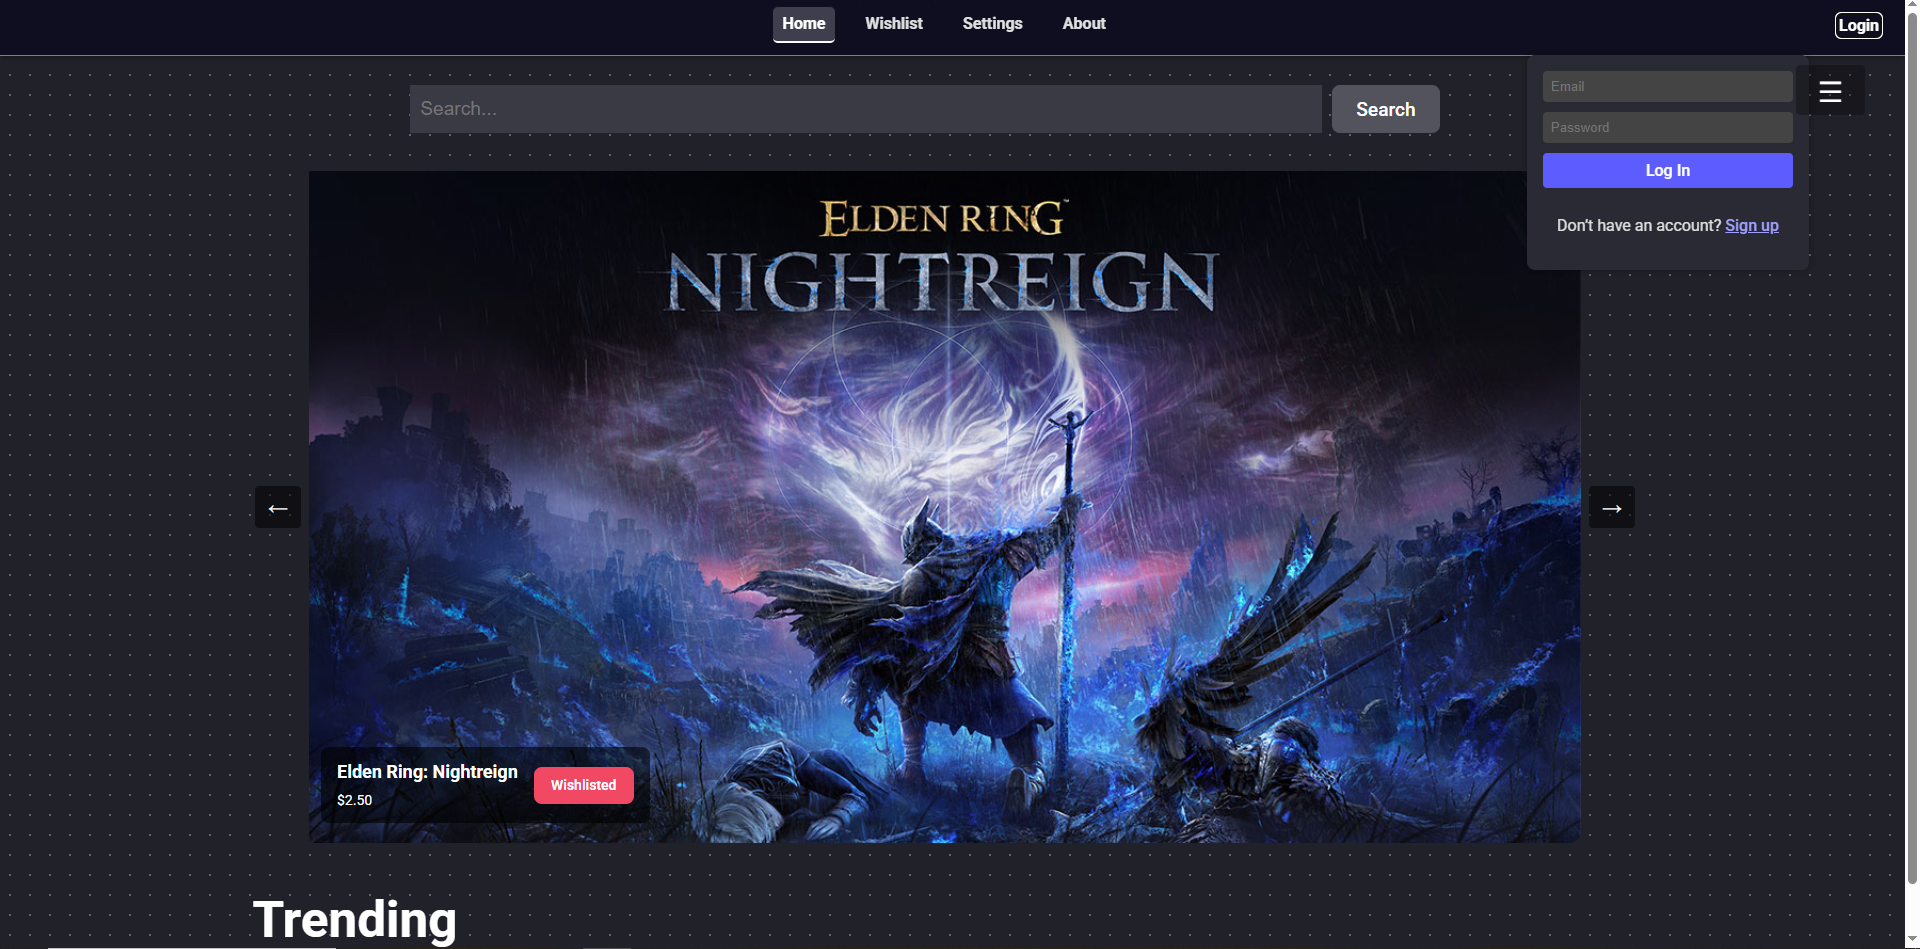 Home Wishlist Settings About Login
Search... Search
Email
Password
Log In
Don't have an account? Sign up
ELDEN RING™
NIGHTREIGN
Elden Ring: Nightreign
$2.50
Wishlisted
Trending